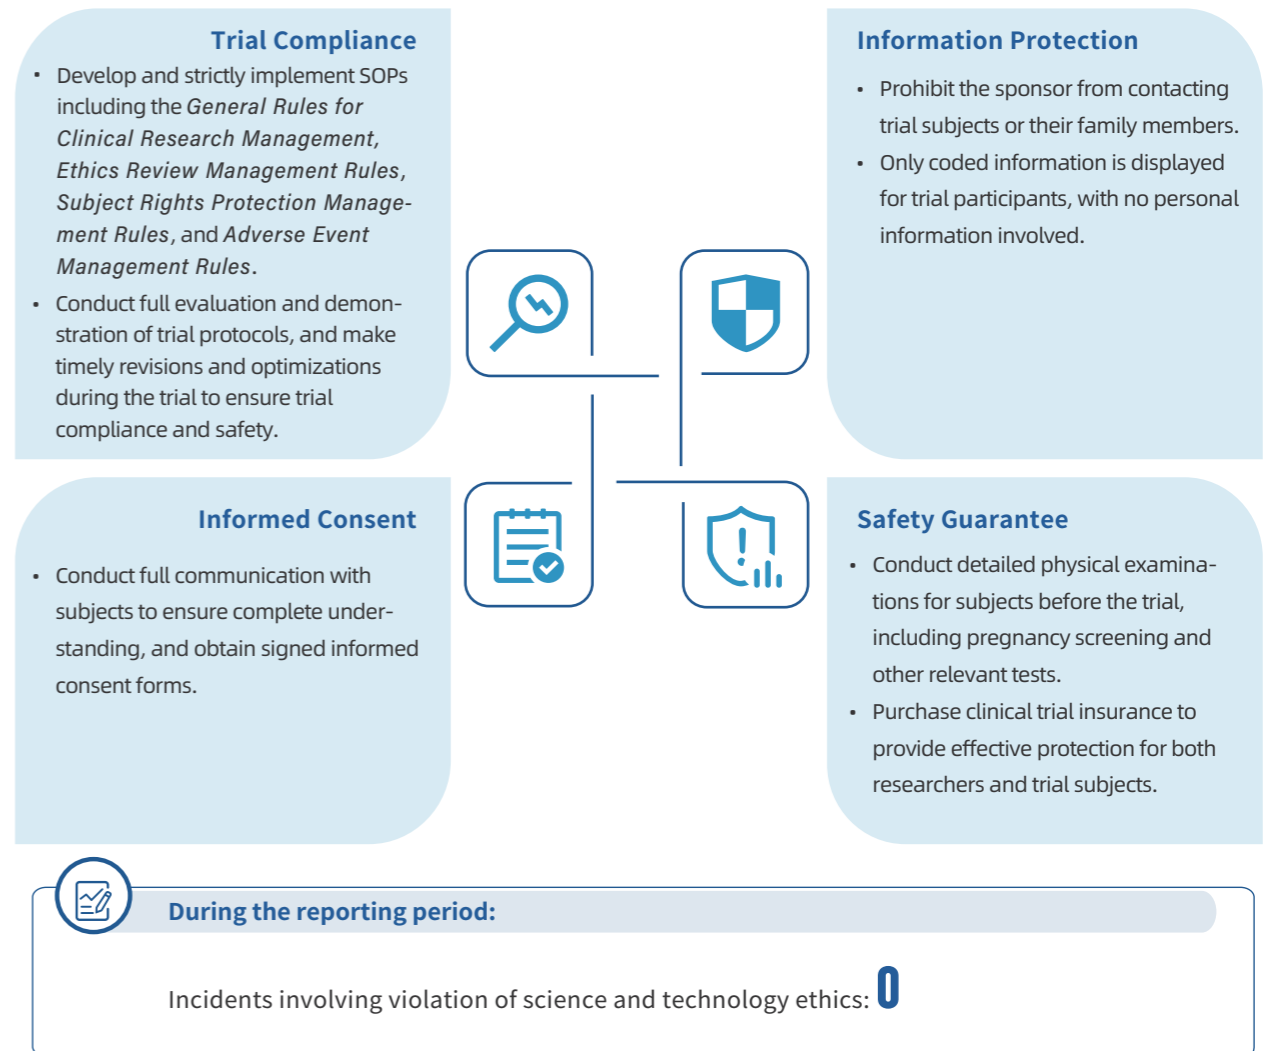 Trial Compliance
• Develop and strictly implement SOPs
including the General Rules for
Clinical Research Management,
Ethics Review Management Rules,
Subject Rights Protection Manage-
ment Rules, and Adverse Event
Management Rules.
• Conduct full evaluation and demon-
stration of trial protocols, and make
timely revisions and optimizations
during the trial to ensure trial
compliance and safety.
Information Protection
• Prohibit the sponsor from contacting
trial subjects or their family members.
• Only coded information is displayed
for trial participants, with no personal
information involved.
Informed Consent
• Conduct full communication with
subjects to ensure complete under-
standing, and obtain signed informed
consent forms.
Safety Guarantee
• Conduct detailed physical examina-
tions for subjects before the trial,
including pregnancy screening and
other relevant tests.
• Purchase clinical trial insurance to
provide effective protection for both
researchers and trial subjects.
During the reporting period:
Incidents involving violation of science and technology ethics: 0